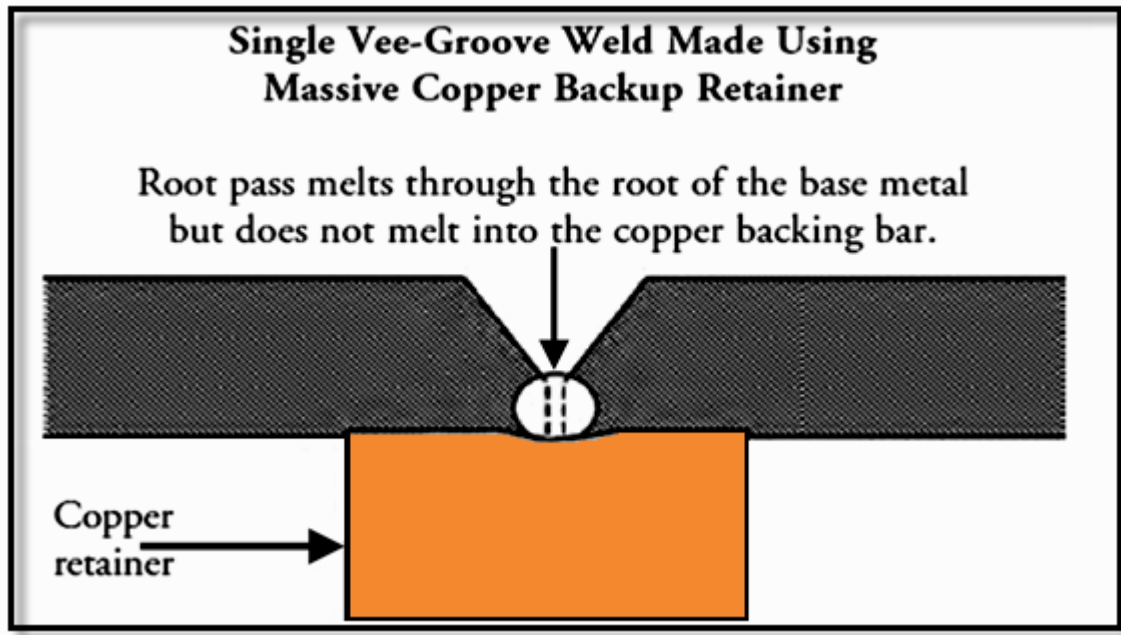 Single Vee-Groove Weld Made Using
Massive Copper Backup Retainer
Root pass melts through the root of the base metal
but does not melt into the copper backing bar.
Copper
retainer